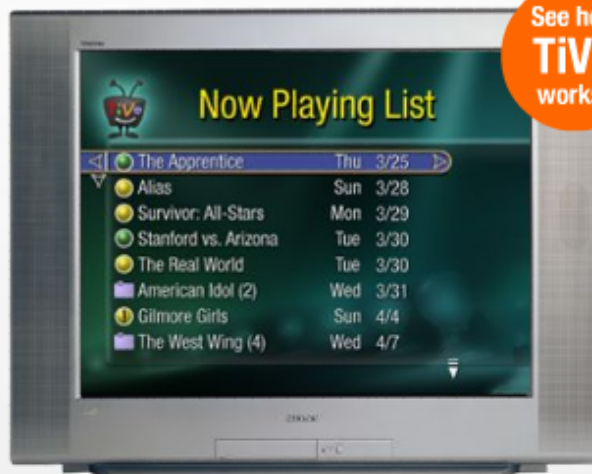 See
TiV
works
TiVo
Now Playing List
The Apprentice Thu 3/25
Alias Sun 3/28
Survivor: All-Stars Mon 3/29
Stanford vs. Arizona Tue 3/30
The Real World Tue 3/30
American Idol (2) Wed 3/31
Gilmore Girls Sun 4/4
The West Wing (4) Wed 4/7